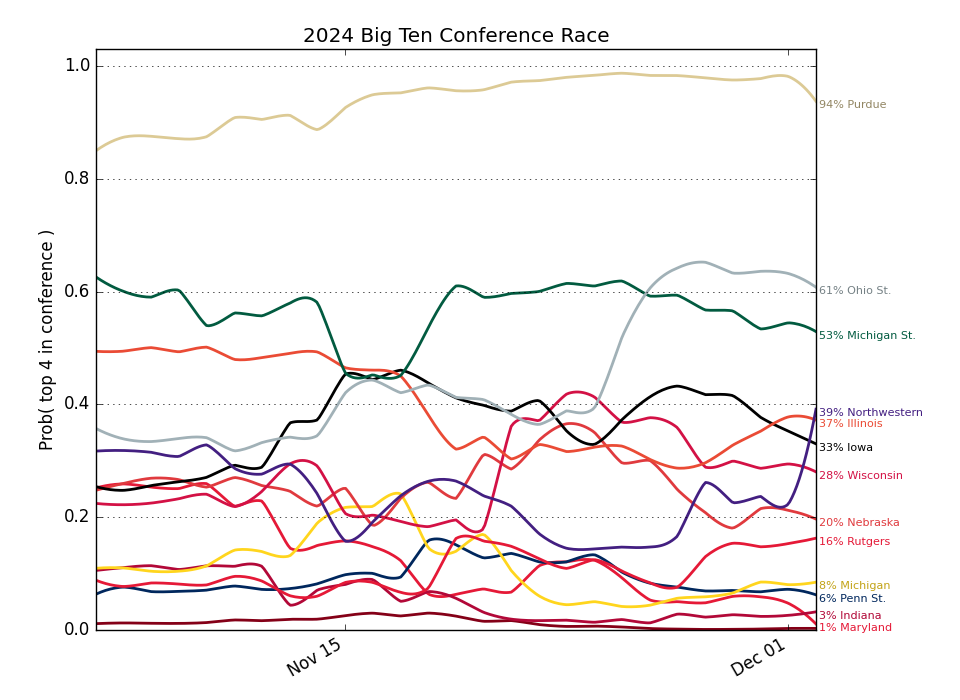 2024 Big Ten Conference Race
Prob( top 4 in conference )
1.0
0.8
0.6
0.4
0.2
0.0
Nov 15
Dec 01
94% Purdue
61% Ohio St.
53% Michigan St.
39% Northwestern
37% Illinois
33% Iowa
28% Wisconsin
20% Nebraska
16% Rutgers
8% Michigan
6% Penn St.
3% Indiana
1% Maryland